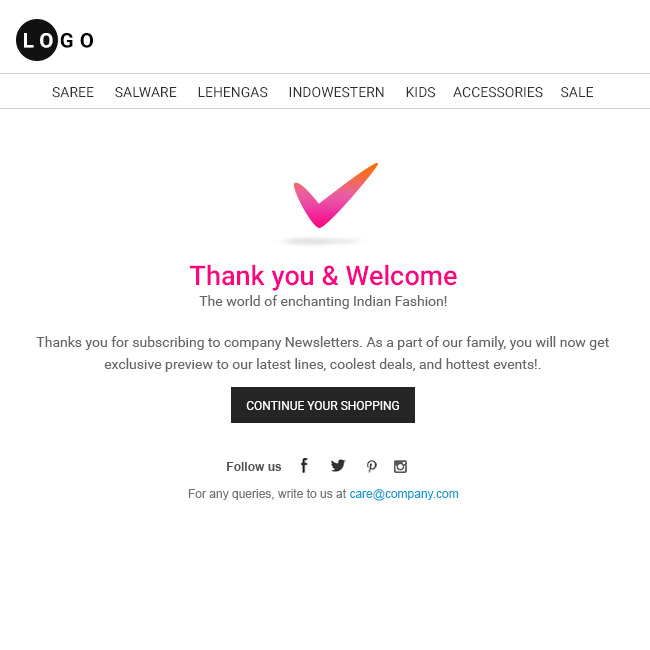 LOGO
SAREE SALWARE LEHENGAS INDOWESTERN KIDS ACCESSORIES SALE
Thank you & Welcome
The world of enchanting Indian Fashion!
Thanks you for subscribing to company Newsletters. As a part of our family, you will now get
exclusive preview to our latest lines, coolest deals, and hottest events!.
CONTINUE YOUR SHOPPING
Follow us
For any queries, write to us at care@company.com